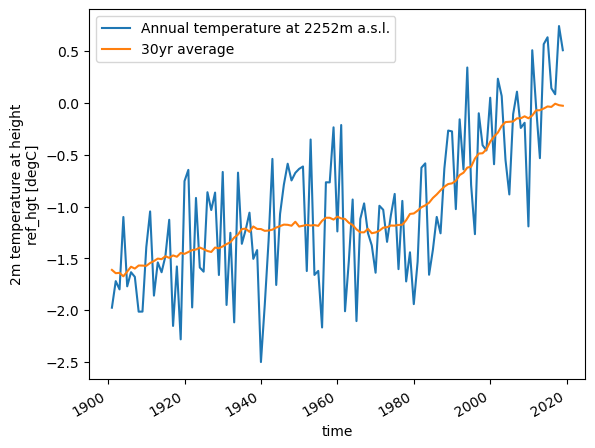 Annual temperature at 2252m a.s.l.
30yr average
2m temperature at height
ref_hgt [degC]
0.5
0.0
−0.5
−1.0
−1.5
−2.0
−2.5
1900
1920
1940
1960
1980
2000
2020
time